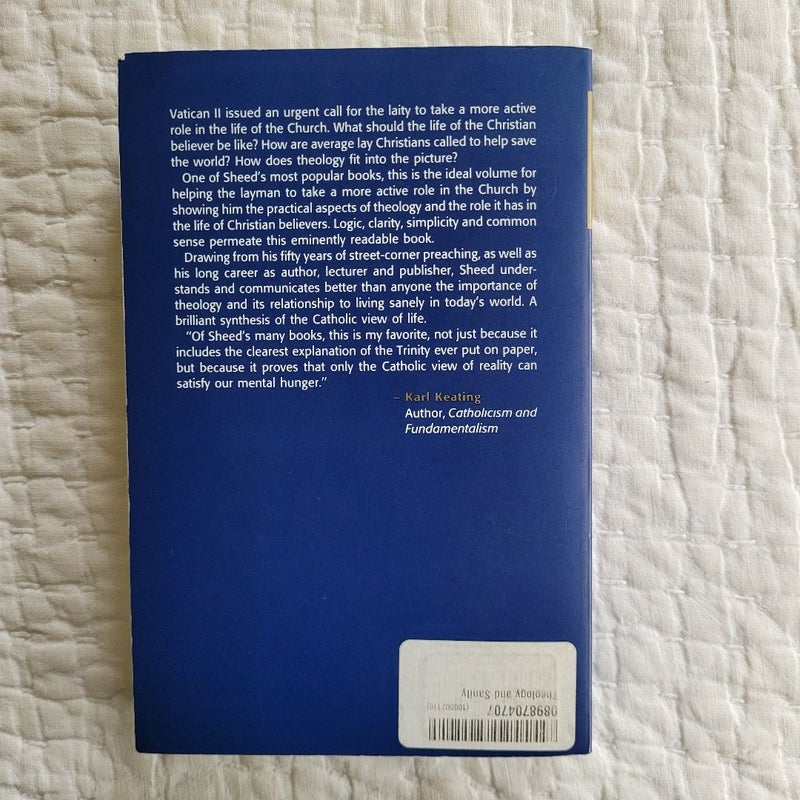 Vatican II issued an urgent call for the laity to take a more active
role in the life of the Church. What should the life of the Christian
believer be like? How are average lay Christians called to help save
the world? How does theology fit into the picture?
One of Sheed's most popular books, this is the ideal volume for
helping the layman to take a more active role in the Church by
showing him the practical aspects of theology and the role it has in
the life of Christian believers. Logic, clarity, simplicity and common
sense permeate this eminently readable book.
Drawing from his fifty years of street-corner preaching, as well as
his long career as author, lecturer and publisher, Sheed under-
stands and communicates better than anyone the importance of
theology and its relationship to living sanely in today's world. A
brilliant synthesis of the Catholic view of life.
"Of Sheed's many books, this is my favorite, not just because it
includes the clearest explanation of the Trinity ever put on paper,
but because it proves that only the Catholic view of reality can
satisfy our mental hunger."
– Karl Keating
Author, Catholicism and
Fundamentalism
0898704707 (100002116)
Theology and Sanity